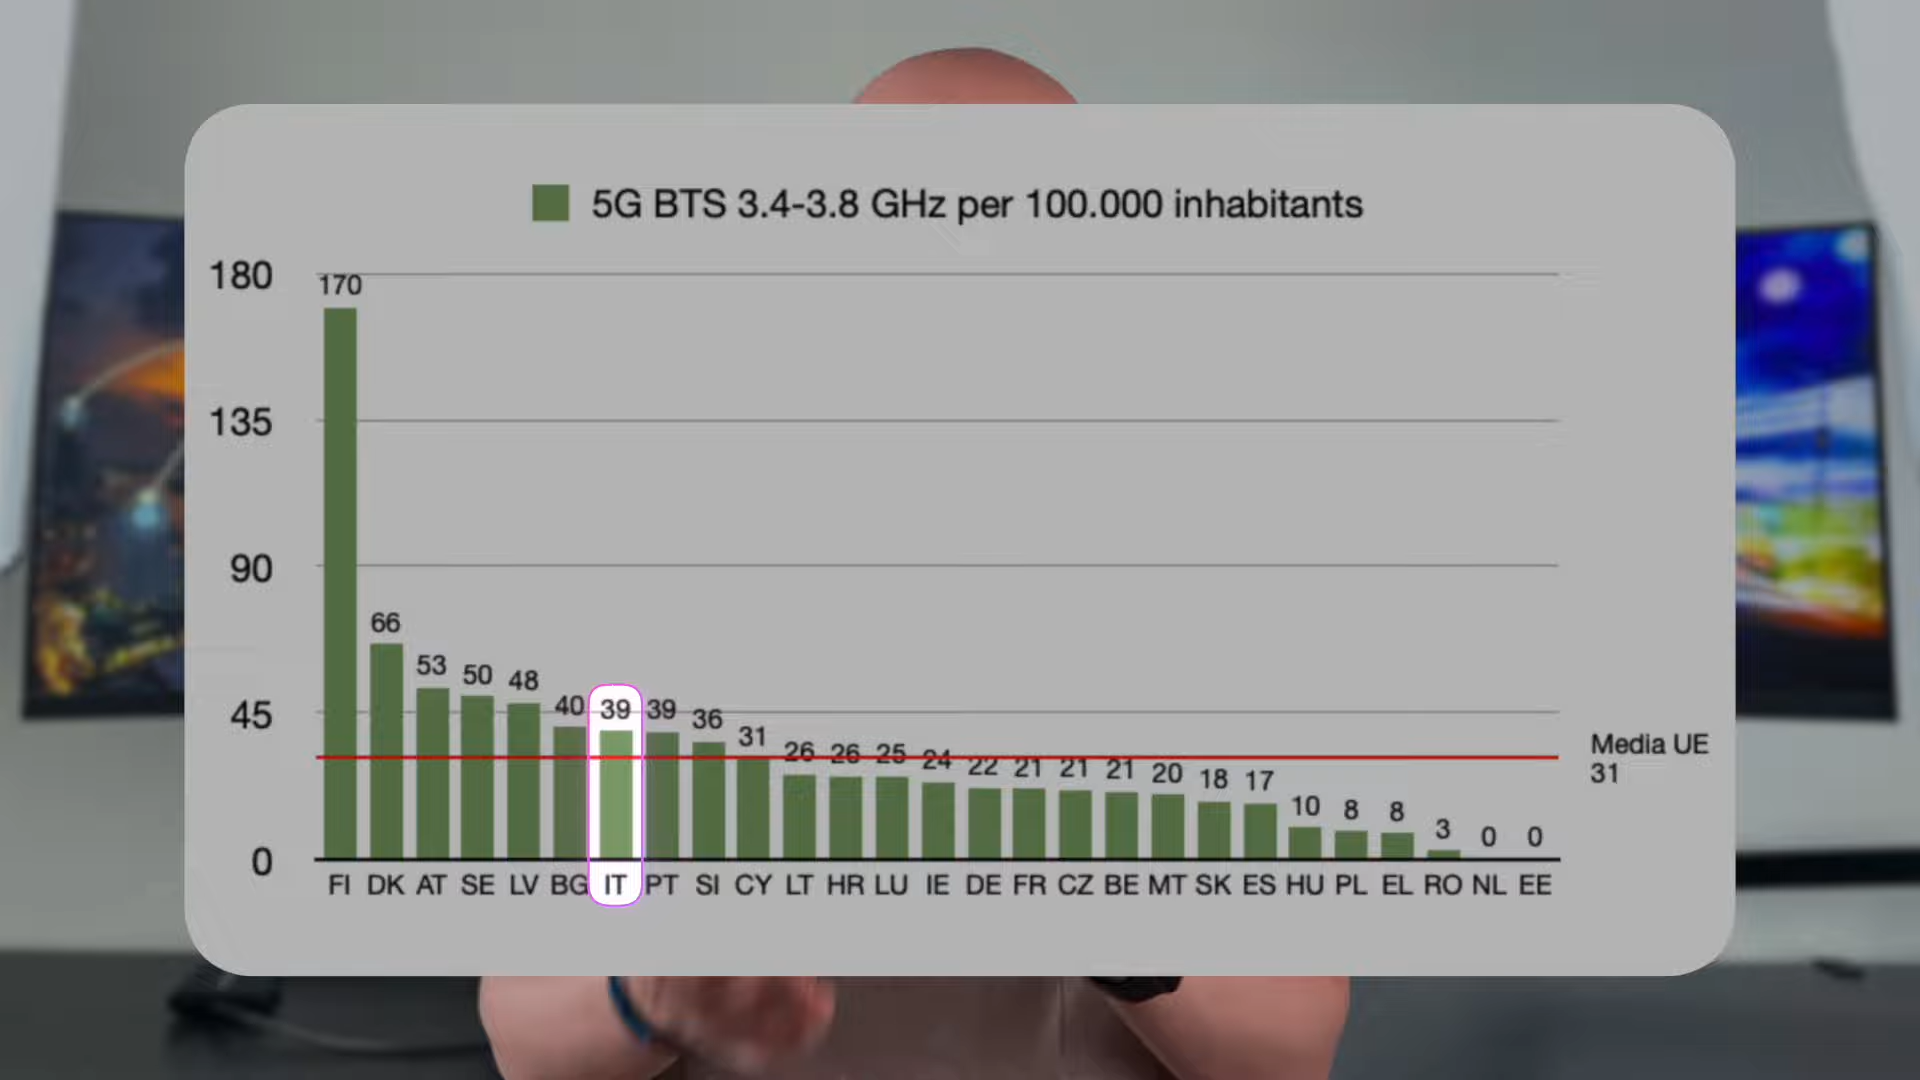 5G BTS 3.4-3.8 GHz per 100.000 inhabitants
180
135
90
45
0
170 66 53 50 48 40 39 39 36 31 26 26 25 24 22 21 21 21 20 18 17 10 8 8 3 0 0
Media UE
31
FI DK AT SE LV BG IT PT SI CY LT HR LU IE DE FR CZ BE MT SK ES HU PL EL RO NL EE